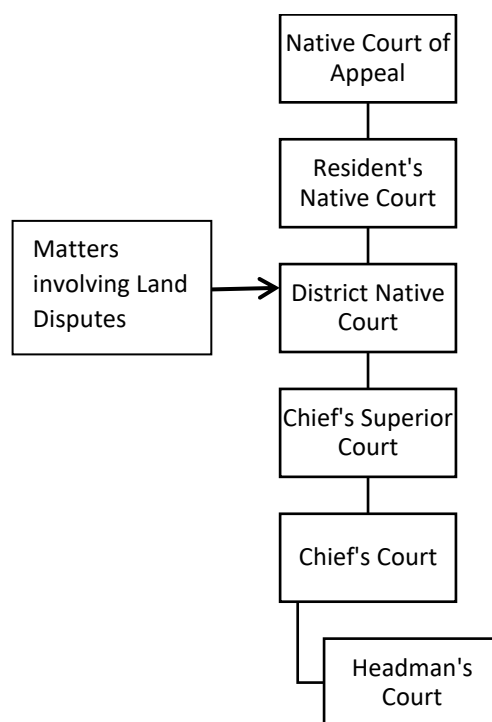 Native Court of
Appeal
Resident's
Native Court
Matters
involving Land
Disputes
District Native
Court
Chief's Superior
Court
Chief's Court
Headman's
Court